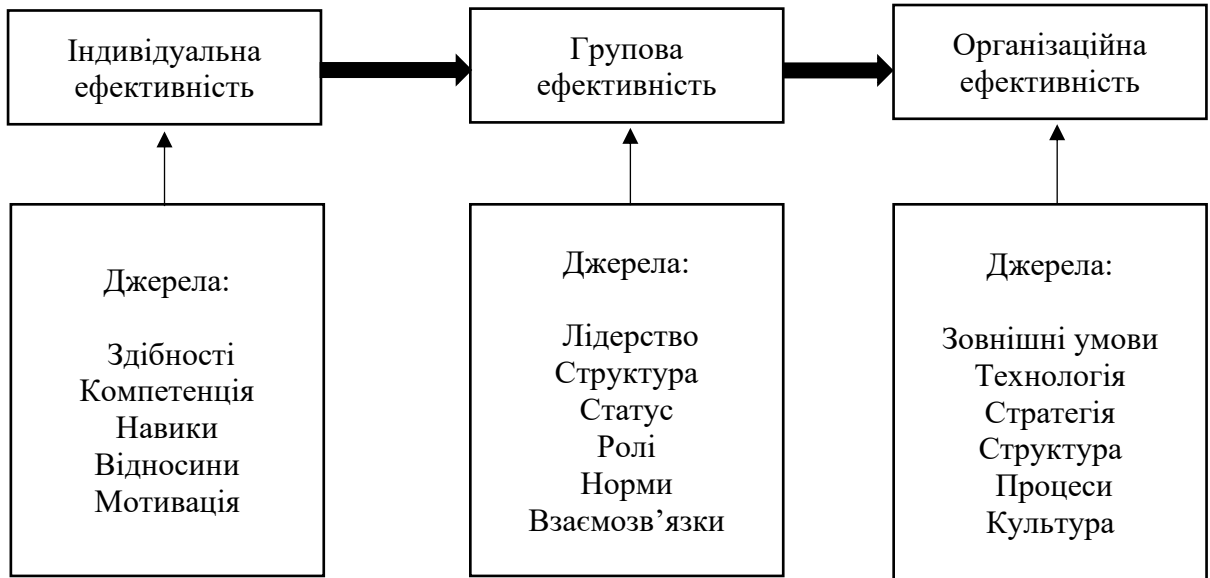 Індивідуальна
ефективність
Групова
ефективність
Організаційна
ефективність
Джерела:
Здібності
Компетенція
Навики
Відносини
Мотивація
Джерела:
Лідерство
Структура
Статус
Ролі
Норми
Взаємозв’язки
Джерела:
Зовнішні умови
Технологія
Стратегія
Структура
Процеси
Культура